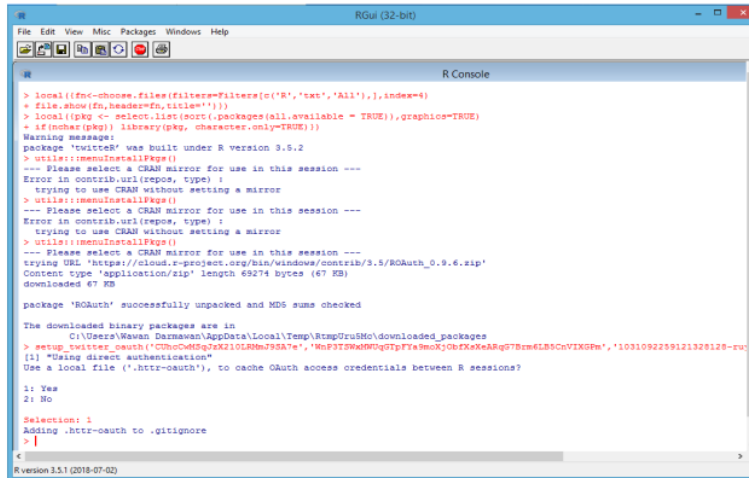 RGui (32-bit)
File Edit View Misc Packages Windows Help
R Console
> local({fn<-choose.files(filters=Filters[c('R','txt','All'),],index=4)
+ file.show(fn,header=fn,title='')})
> local({pkg <- select.list(sort(.packages(all.available = TRUE)),graphics=TRUE)
+ if(nchar(pkg)) library(pkg, character.only=TRUE)})
Warning message:
package ‘twitteR’ was built under R version 3.5.2
> utils:::menuInstallPkgs()
--- Please select a CRAN mirror for use in this session ---
Error in contrib.url(repos, type) :
trying to use CRAN without setting a mirror
> utils:::menuInstallPkgs()
--- Please select a CRAN mirror for use in this session ---
Error in contrib.url(repos, type) :
trying to use CRAN without setting a mirror
> utils:::menuInstallPkgs()
--- Please select a CRAN mirror for use in this session ---
trying URL 'https://cloud.r-project.org/bin/windows/contrib/3.5/ROAuth_0.9.6.zip'
Content type 'application/zip' length 69274 bytes (67 KB)
downloaded 67 KB
package ‘ROAuth’ successfully unpacked and MD5 sums checked
The downloaded binary packages are in
C:\Users\Wawan Darmawan\AppData\Local\Temp\RtmpUru5Mc\downloaded_packages
> setup_twitter_oauth(
[1] "Using direct authentication"
Use a local file ('.httr-oauth'), to cache OAuth access credentials between R sessions?
1: Yes
2: No
Selection: 1
Adding .httr-oauth to .gitignore
>
R version 3.5.1 (2018-07-02)